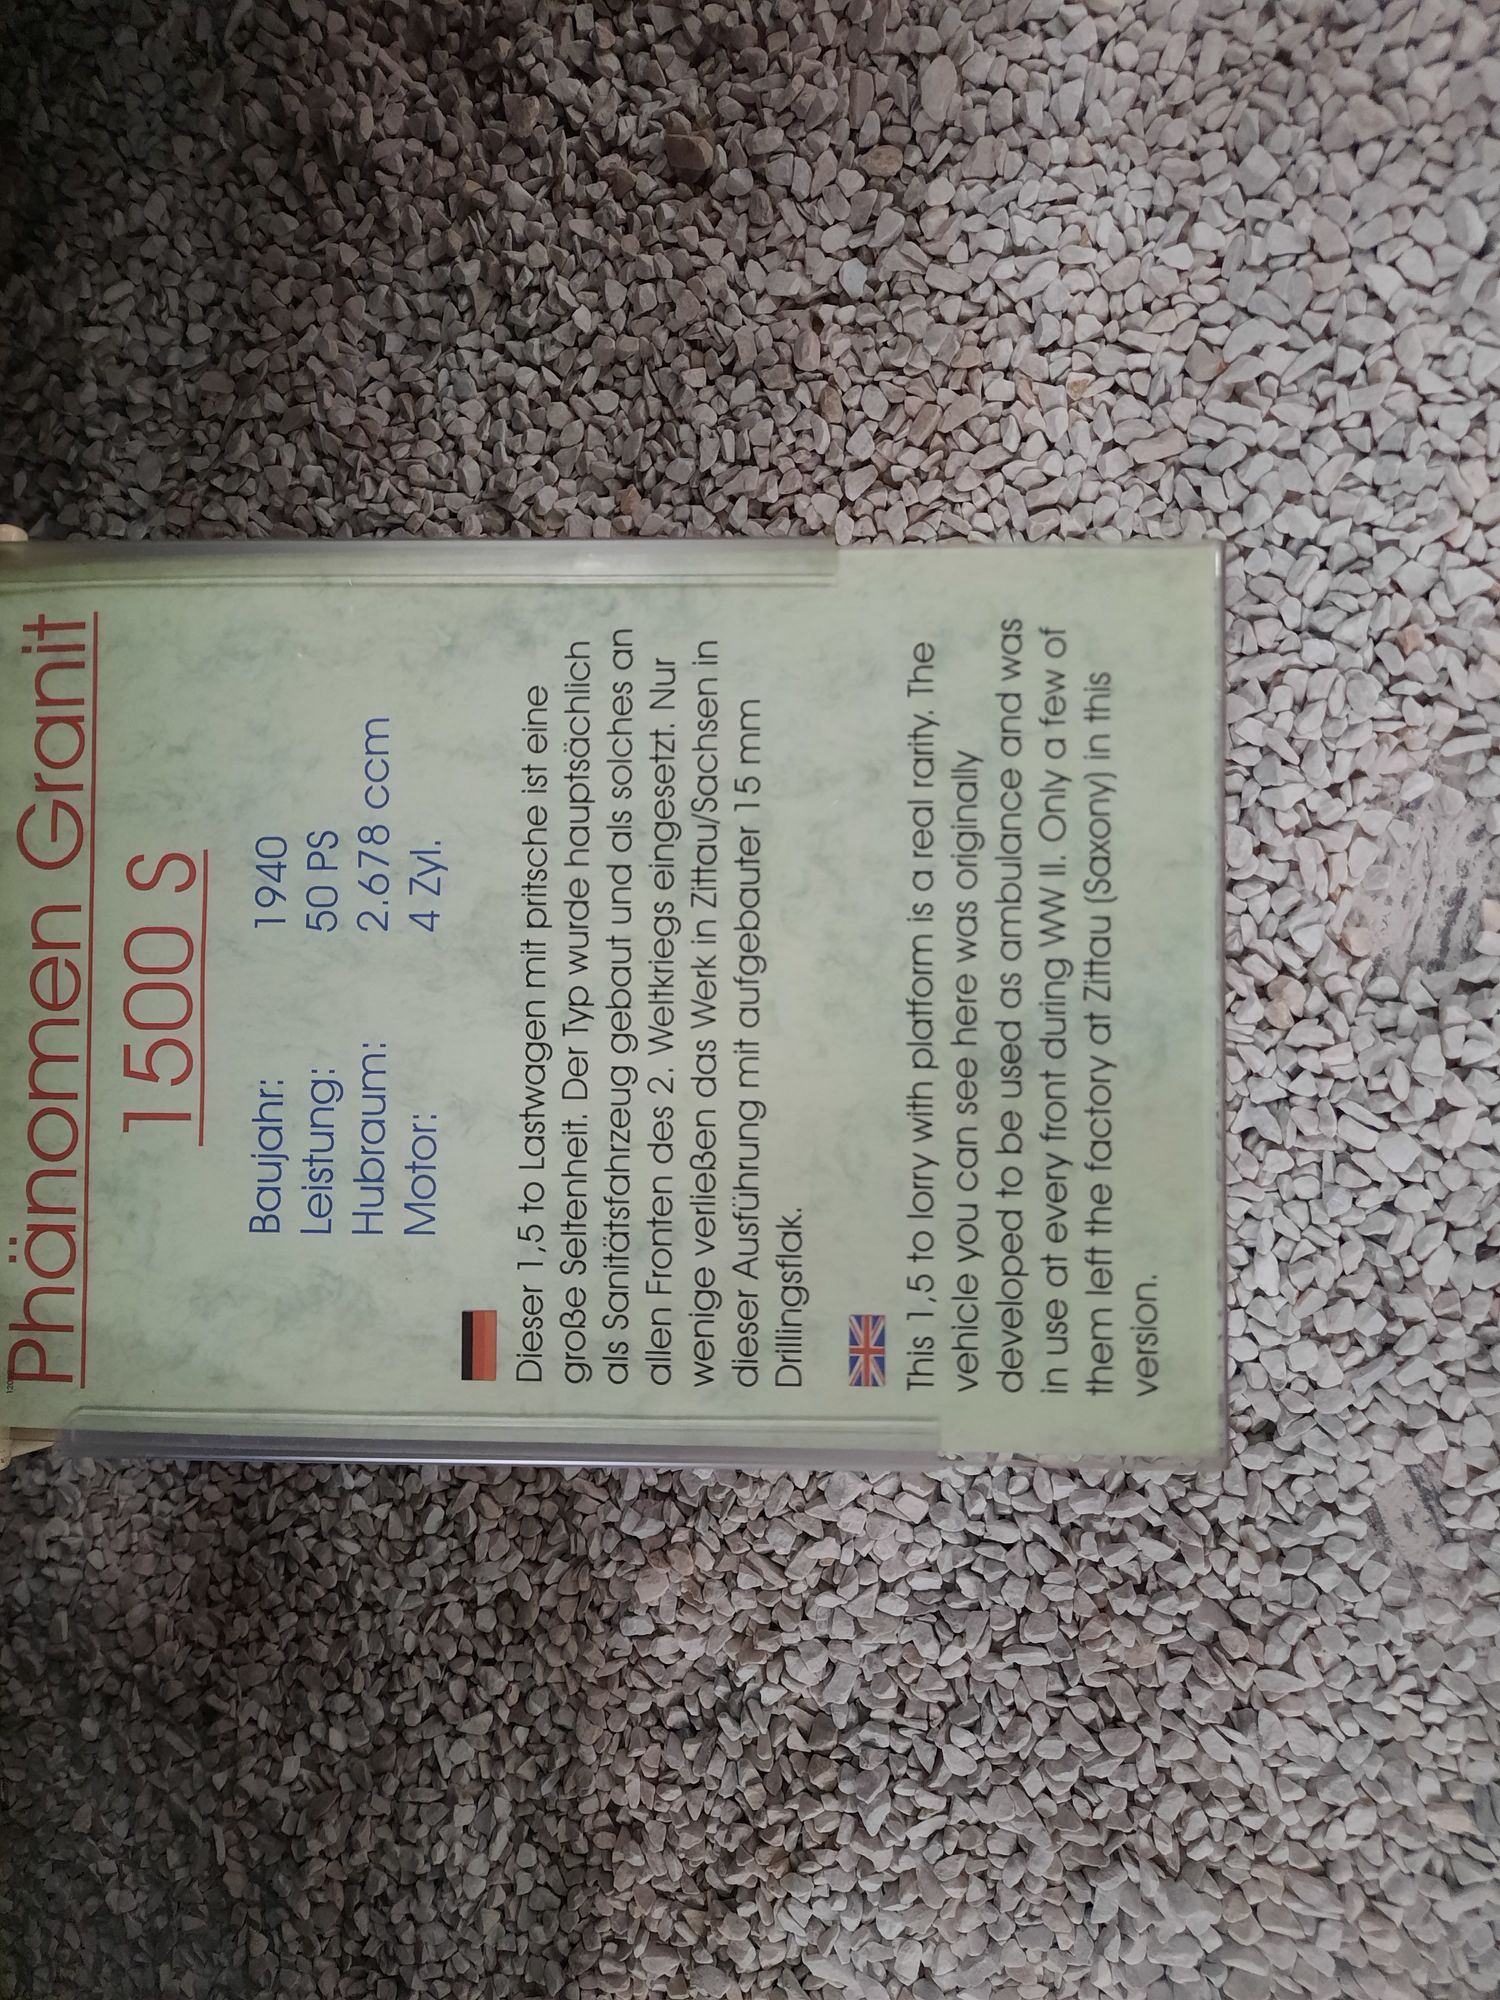 Phänomen Granit
1500 S
Baujahr: 1940
Leistung: 50 PS
Hubraum: 2.678 ccm
Motor: 4 Zyl.
Dieser 1,5 to Lastwagen mit pritsche ist eine
große Seltenheit. Der Typ wurde hauptsächlich
als Sanitätsfahrzeug gebaut und als solches an
allen Fronten des 2. Weltkriegs eingesetzt. Nur
wenige verließen das Werk in Zittau/Sachsen in
dieser Ausführung mit aufgebauter 15 mm
Drillingsflak.
This 1,5 to lorry with platform is a real rarity. The
vehicle you can see here was originally
developed to be used as ambulance and was
in use at every front during WW II. Only a few of
them left the factory at Zittau (Saxony) in this
version.